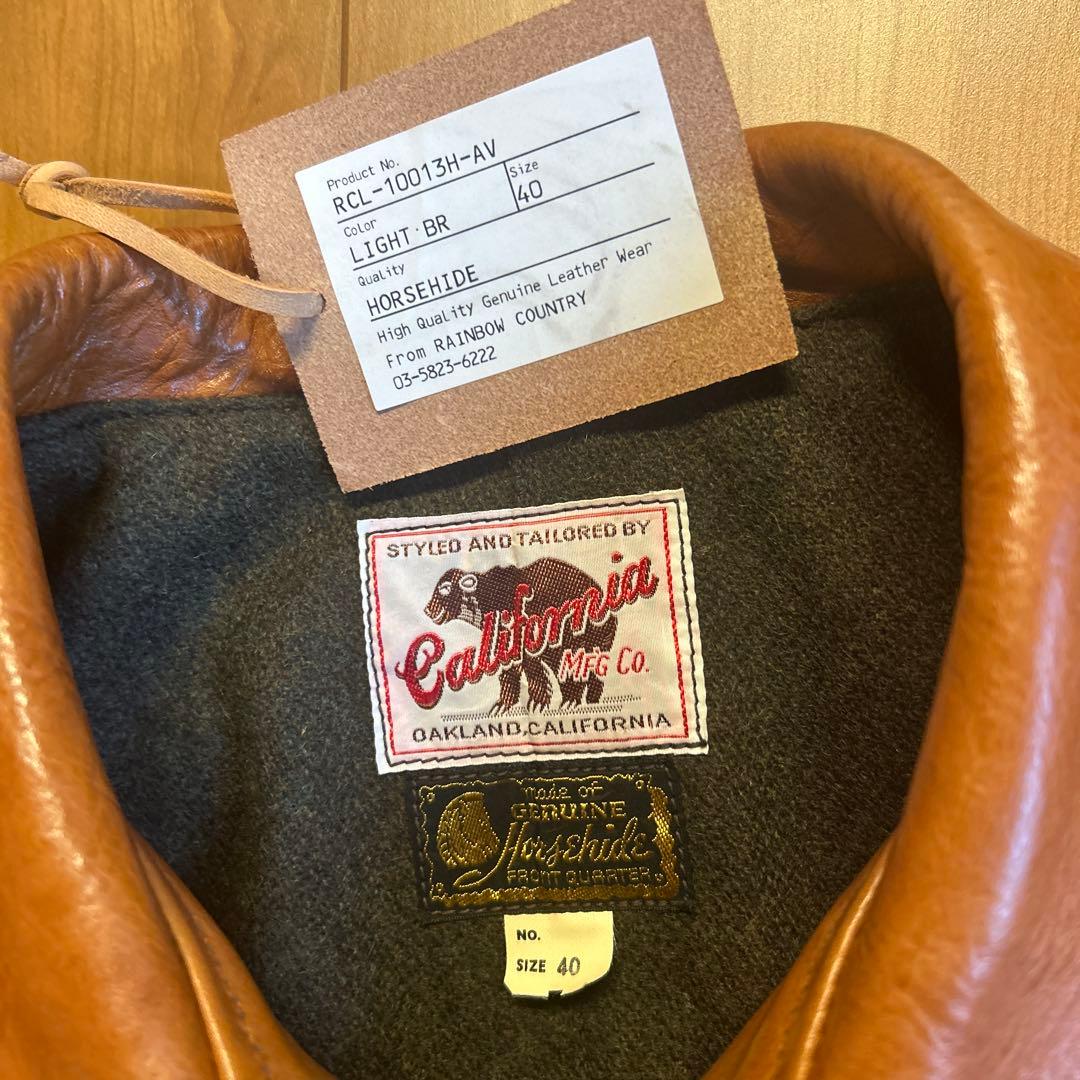 Product No.
RCL-10013H-AV
Color
LIGHT·BR
Size
40
Quality
HORSEHIDE
High Quality Genuine Leather Wear
From RAINBOW COUNTRY
03-5823-6222
STYLED AND TAILORED BY
California
MF'G Co.
OAKLAND, CALIFORNIA
made of
GENUINE
Horsehide
FRONT QUARTER
NO.
SIZE 40